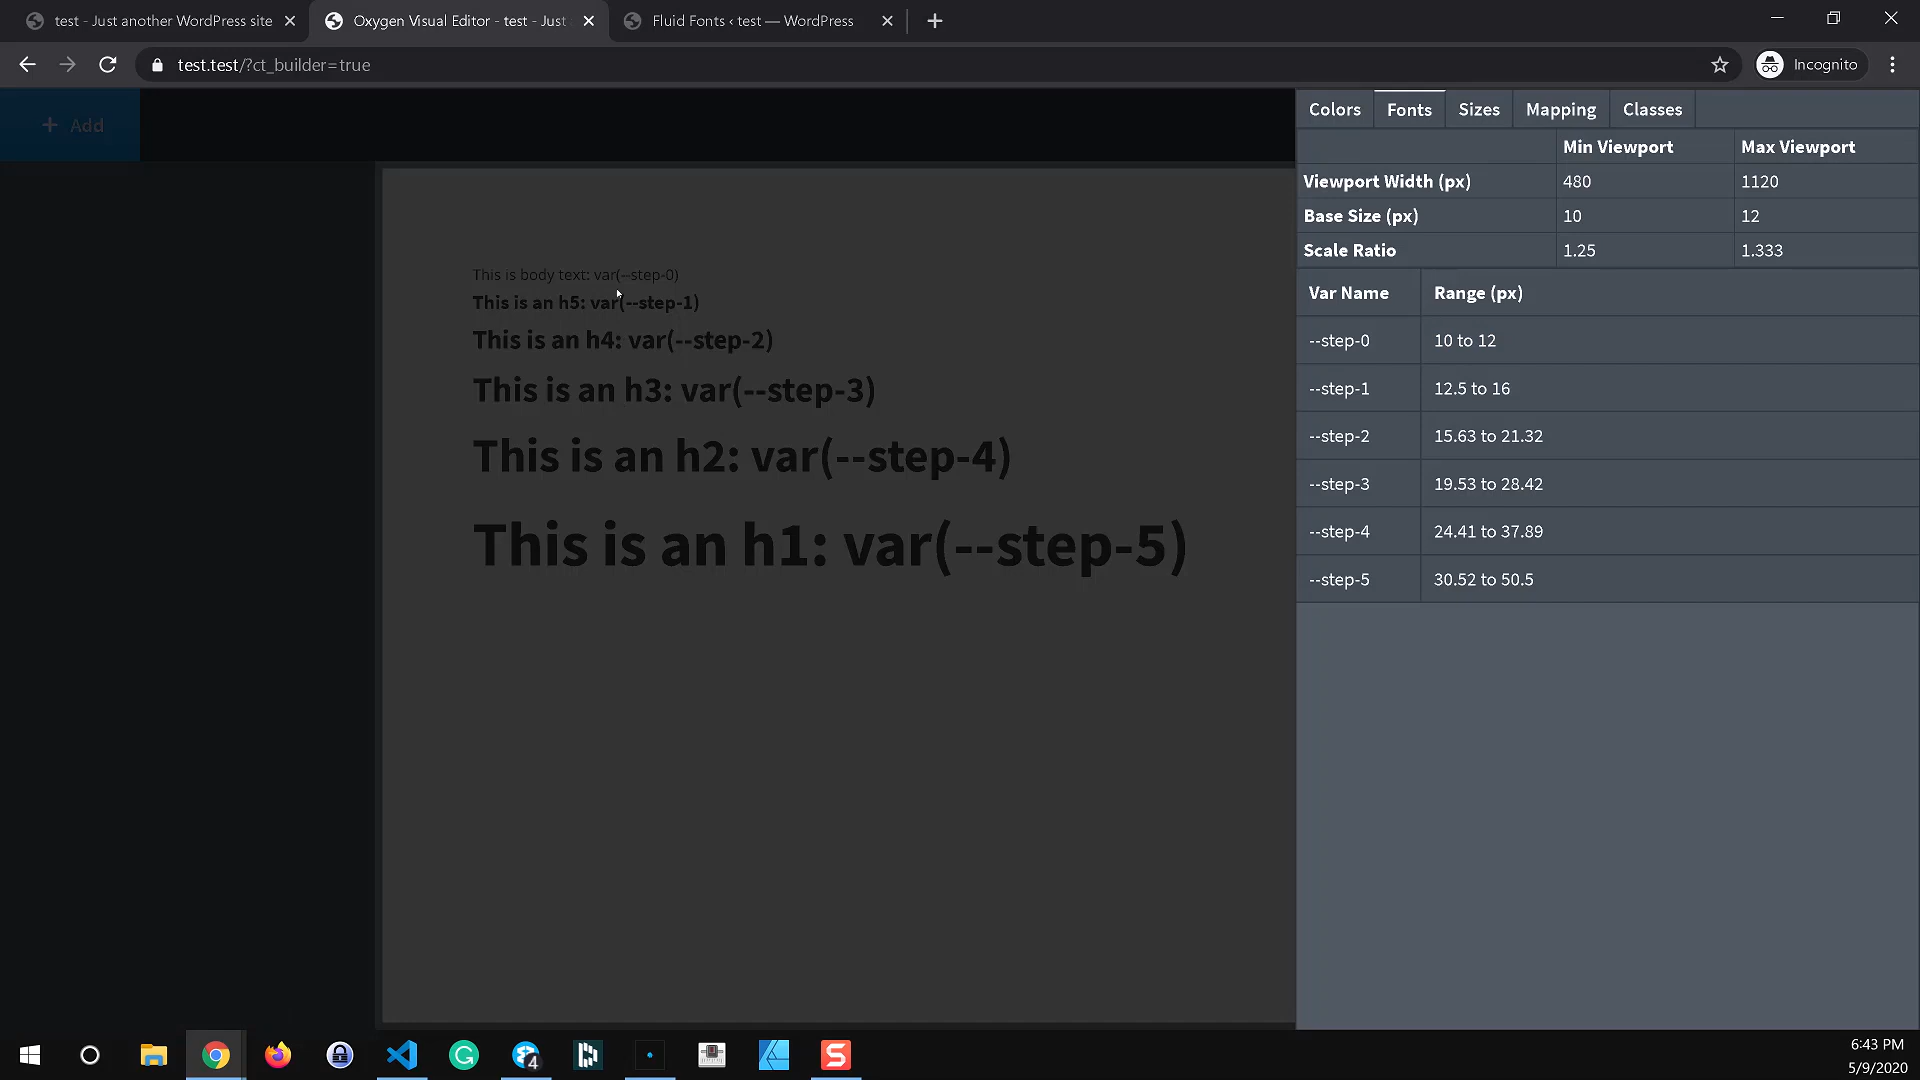 test - Just another WordPress site
Oxygen Visual Editor - test - Just
Fluid Fonts ‹ test — WordPress
test.test/?ct_builder=true
Incognito
+ Add
Colors
Fonts
Sizes
Mapping
Classes
Min Viewport
Max Viewport
Viewport Width (px)
480
1120
Base Size (px)
10
12
Scale Ratio
1.25
1.333
Var Name
Range (px)
--step-0
10 to 12
--step-1
12.5 to 16
--step-2
15.63 to 21.32
--step-3
19.53 to 28.42
--step-4
24.41 to 37.89
--step-5
30.52 to 50.5
This is body text: var(--step-0)
This is an h5: var(--step-1)
This is an h4: var(--step-2)
This is an h3: var(--step-3)
This is an h2: var(--step-4)
This is an h1: var(--step-5)
4
6:43 PM
5/9/2020